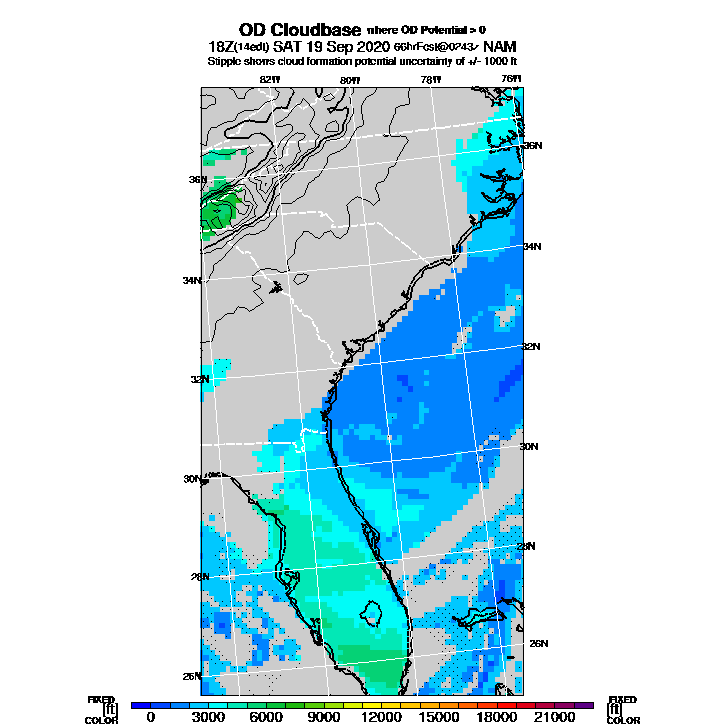 OD Cloudbase where OD Potential > 0
18Z(14edt) SAT 19 Sep 2020 66hrFcst@0243z NAM
Stipple shows cloud formation potential uncertainty of +/- 1000 ft
82W 80W 78W 76W
36N
36N
34N
34N
32N
32N
30N
30N
28N
28N
26N
26N
FIXED FIXED
[ft] 0 3000 6000 9000 12000 15000 18000 21000 [ft]
COLOR COLOR